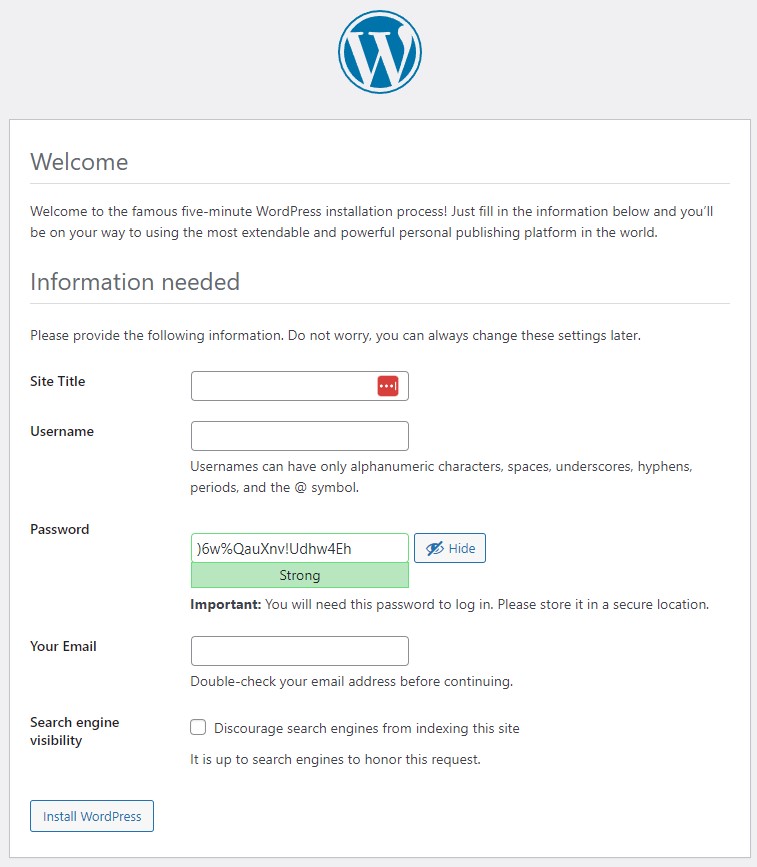 Welcome
Welcome to the famous five-minute WordPress installation process! Just fill in the information below and you’ll
be on your way to using the most extendable and powerful personal publishing platform in the world.
Information needed
Please provide the following information. Do not worry, you can always change these settings later.
Site Title
Username
Usernames can have only alphanumeric characters, spaces, underscores, hyphens,
periods, and the @ symbol.
Password
)6w%QauXnv!Udhw4Eh
Hide
Strong
Important: You will need this password to log in. Please store it in a secure location.
Your Email
Double-check your email address before continuing.
Search engine
visibility
Discourage search engines from indexing this site
It is up to search engines to honor this request.
Install WordPress